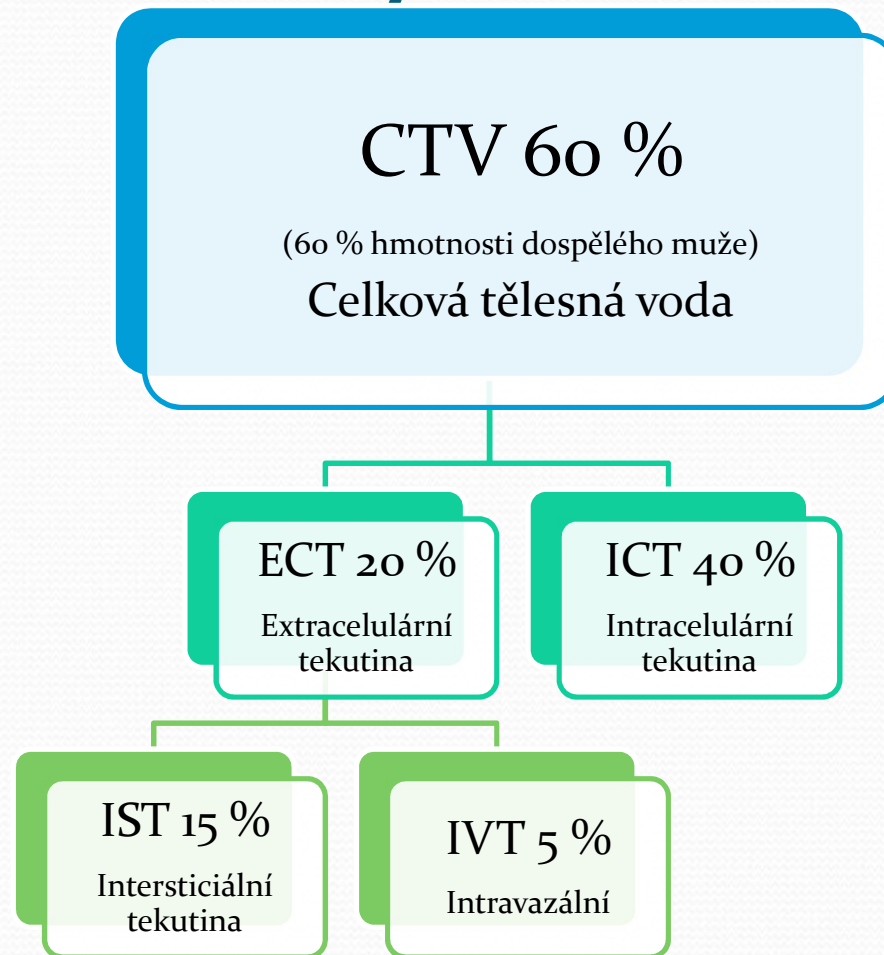 CTV 60 %
(60 % hmotnosti dospělého muže)
Celková tělesná voda
ECT 20 %
Extracelulární
tekutina
ICT 40 %
Intracelulární
tekutina
IST 15 %
Intersticiální
tekutina
IVT 5 %
Intravazální